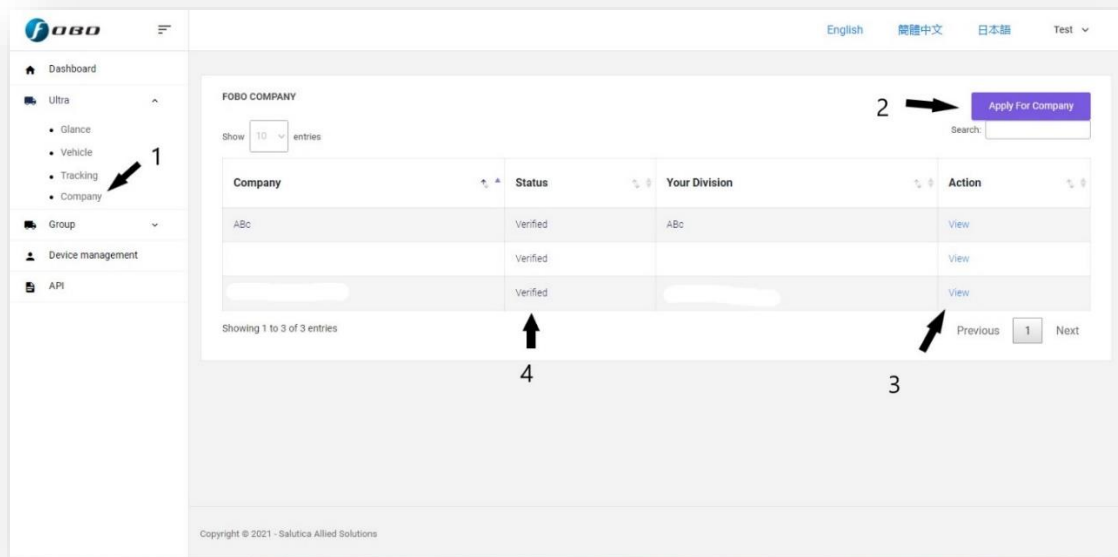 FOBO
English 簡體中文 日本語 Test
Dashboard
Ultra
Glance
Vehicle
Tracking
Company
Group
Device management
API
1
FOBO COMPANY
2
Apply For Company
Show 10 entries
Search:
Company Status Your Division Action
ABc Verified ABc View
Verified View
Verified View
Showing 1 to 3 of 3 entries
Previous 1 Next
4
3
Copyright © 2021 - Salutica Allied Solutions